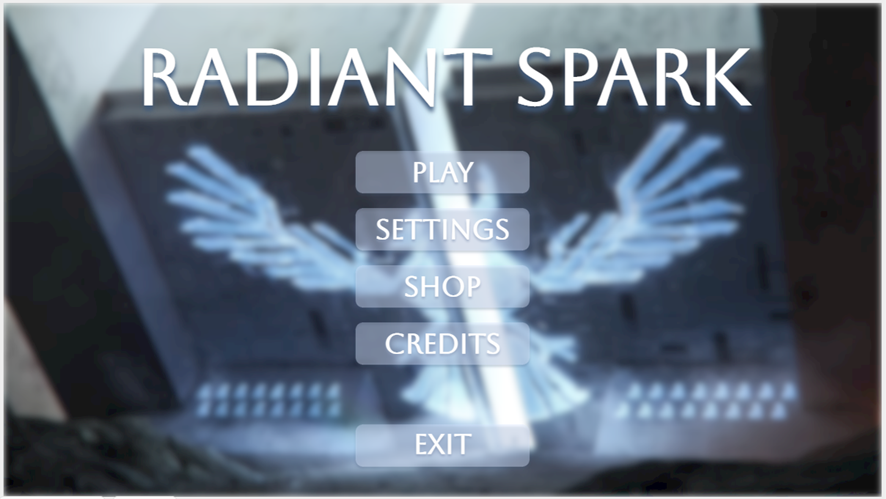 RADIANT SPARK
PLAY
SETTINGS
SHOP
CREDITS
EXIT